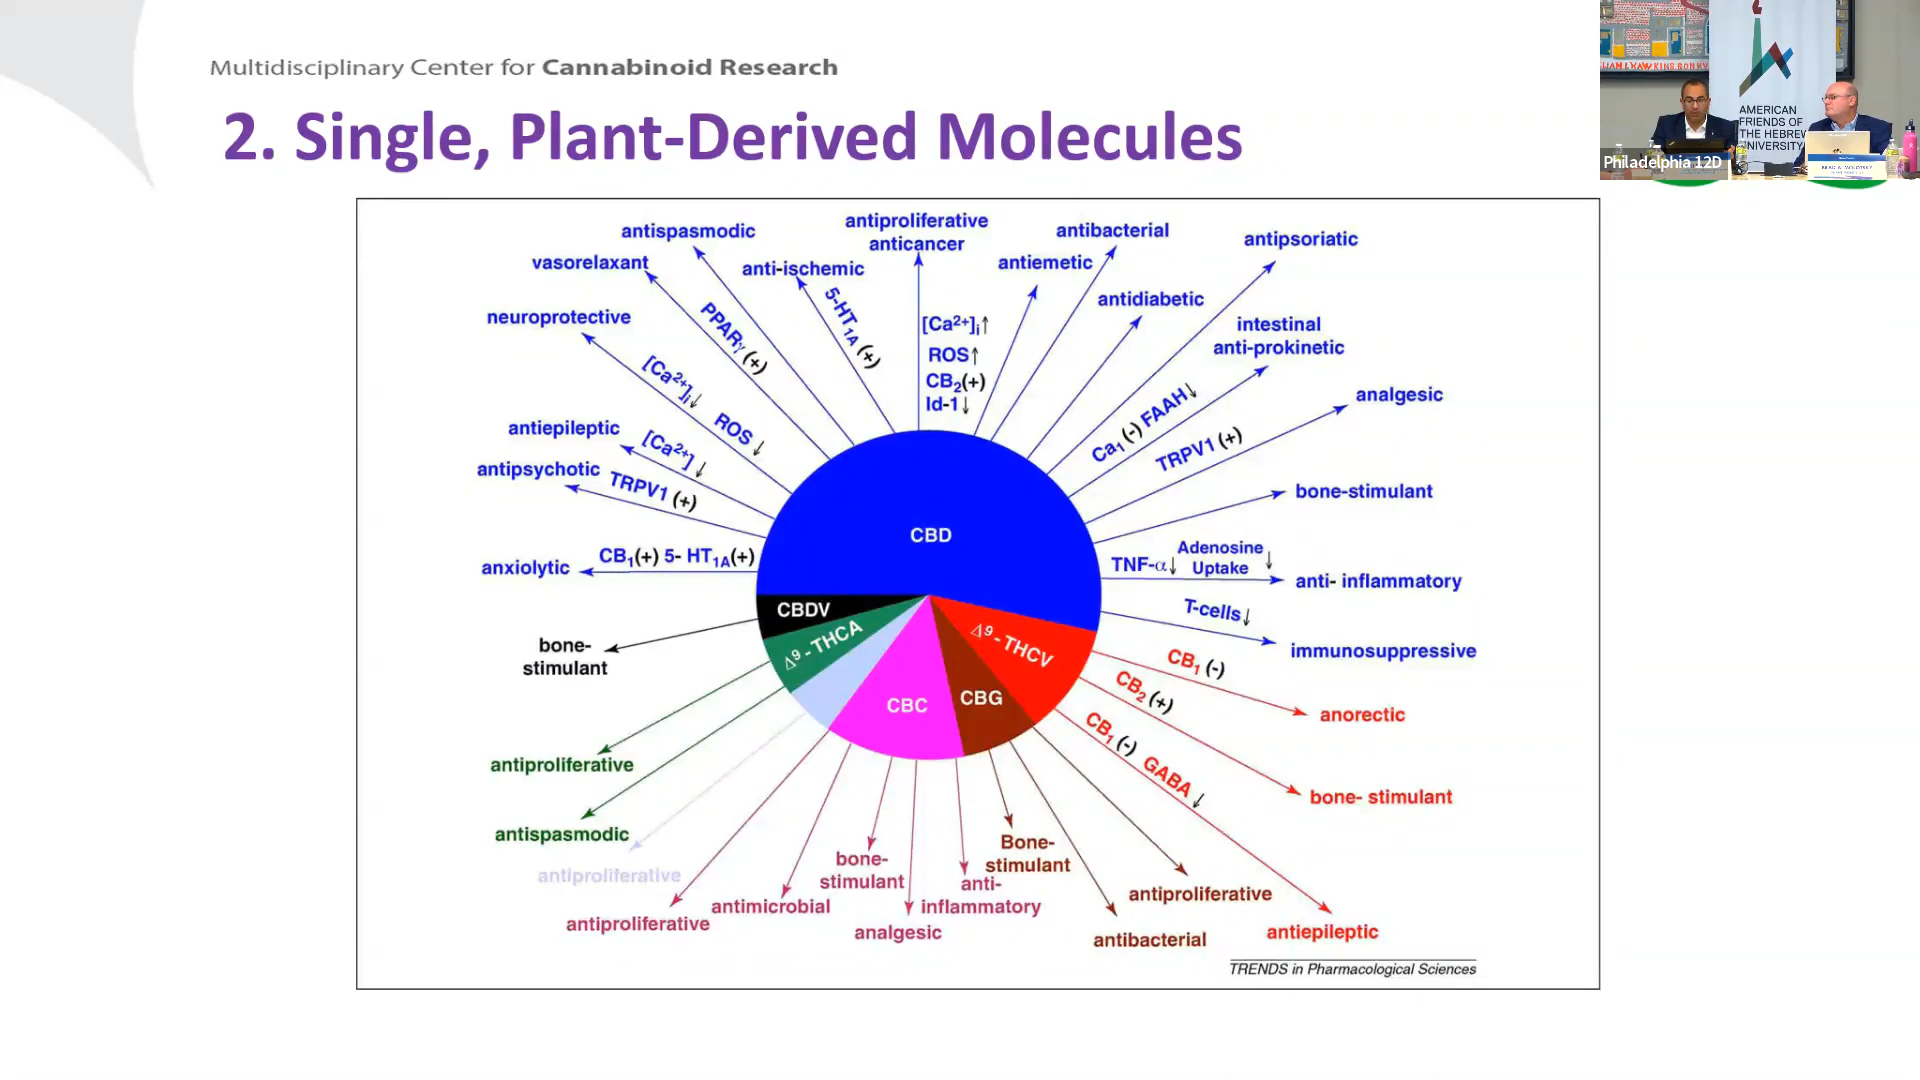 Multidisciplinary Center for Cannabinoid Research
2. Single, Plant-Derived Molecules
AMERICAN
FRIENDS OF
THE HEBREW
UNIVERSITY
Philadelphia 12D
antiproliferative
anticancer
antispasmodic
antibacterial
antipsoriatic
vasorelaxant
anti-ischemic
antiemetic
antidiabetic
neuroprotective
intestinal
anti-prokinetic
PPARγ (+)
5-HT1A (+)
[Ca2+]i↑
ROS↑
CB2(+)
Id-1↓
[Ca2+]i↓ ROS ↓
Ca1 (-) FAAH↓
analgesic
TRPV1 (+)
antiepileptic
[Ca2+] ↓
antipsychotic
TRPV1 (+)
bone-stimulant
CBD
anxiolytic
CB1(+) 5- HT1A(+)
TNF-α↓ Adenosine
Uptake ↓
anti- inflammatory
T-cells↓
immunosuppressive
CBDV
Δ9 - THCA
CBC
CBG
Δ9 - THCV
bone-
stimulant
CB1 (-)
anorectic
CB2 (+)
bone- stimulant
CB1 (-) GABA ↓
antiepileptic
antiproliferative
antispasmodic
antiproliferative
antiproliferative
antimicrobial
bone-
stimulant
analgesic
anti-
inflammatory
Bone-
stimulant
antibacterial
antiproliferative
TRENDS in Pharmacological Sciences